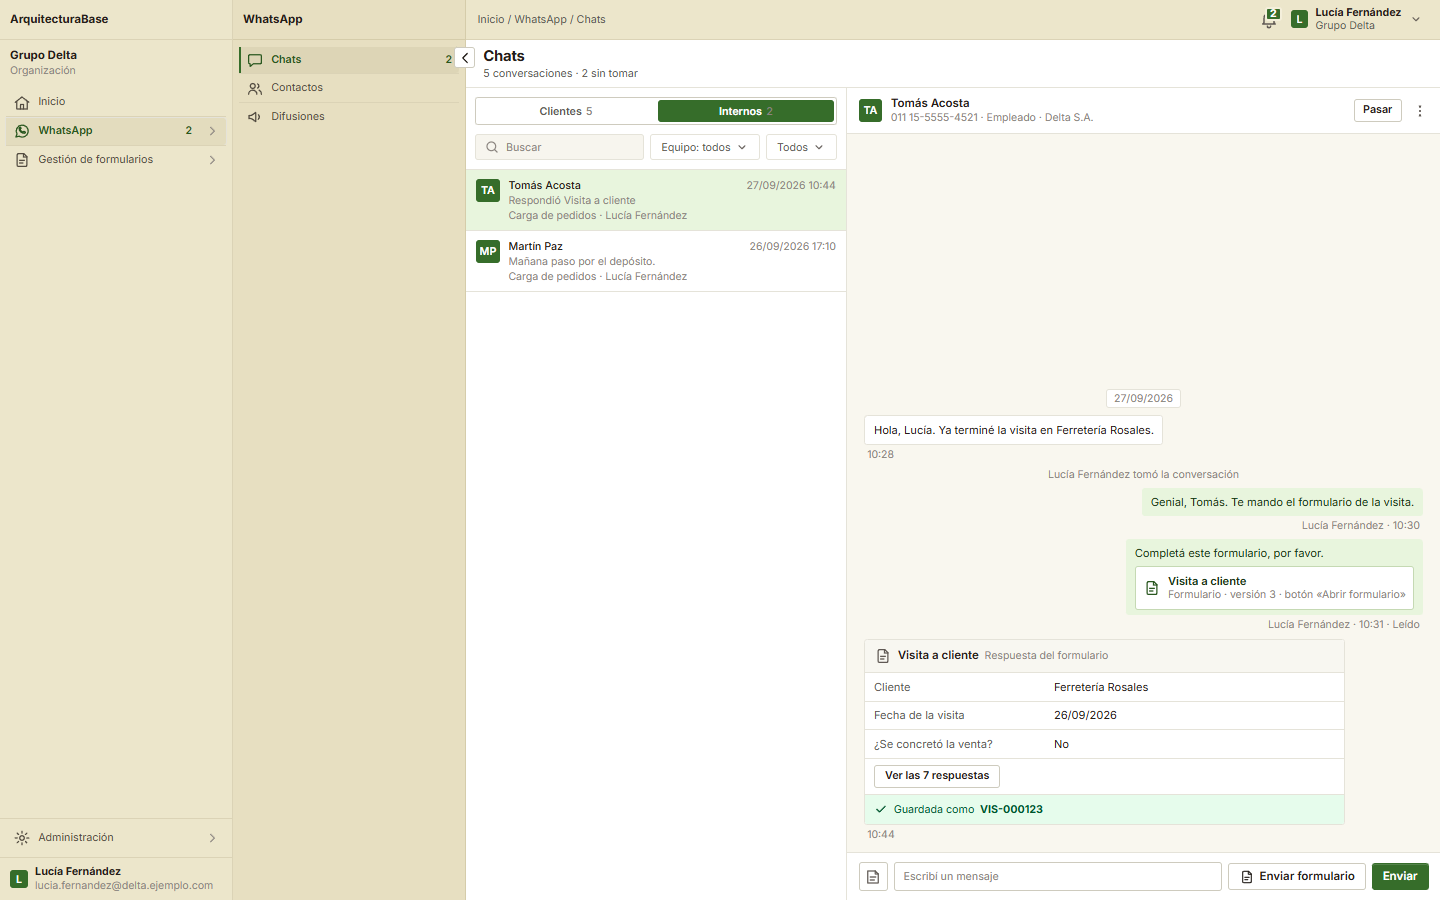 ArquitecturaBase
Grupo Delta
Organización
Inicio
WhatsApp 2
Gestión de formularios
Administración
L
Lucía Fernández
lucia.fernandez@delta.ejemplo.com
WhatsApp
Chats 2
Contactos
Difusiones
Inicio / WhatsApp / Chats
2
L
Lucía Fernández
Grupo Delta
Chats
5 conversaciones · 2 sin tomar
Clientes 5
Internos 2
Buscar
Equipo: todos
Todos
TA
Tomás Acosta 27/09/2026 10:44
Respondió Visita a cliente
Carga de pedidos · Lucía Fernández
MP
Martín Paz 26/09/2026 17:10
Mañana paso por el depósito.
Carga de pedidos · Lucía Fernández
TA
Tomás Acosta
011 15-5555-4521 · Empleado · Delta S.A.
Pasar
27/09/2026
Hola, Lucía. Ya terminé la visita en Ferretería Rosales.
10:28
Lucía Fernández tomó la conversación
Genial, Tomás. Te mando el formulario de la visita.
Lucía Fernández · 10:30
Completá este formulario, por favor.
Visita a cliente
Formulario · versión 3 · botón «Abrir formulario»
Lucía Fernández · 10:31 · Leído
Visita a cliente Respuesta del formulario
Cliente Ferretería Rosales
Fecha de la visita 26/09/2026
¿Se concretó la venta? No
Ver las 7 respuestas
Guardada como VIS-000123
10:44
Escribí un mensaje
Enviar formulario
Enviar